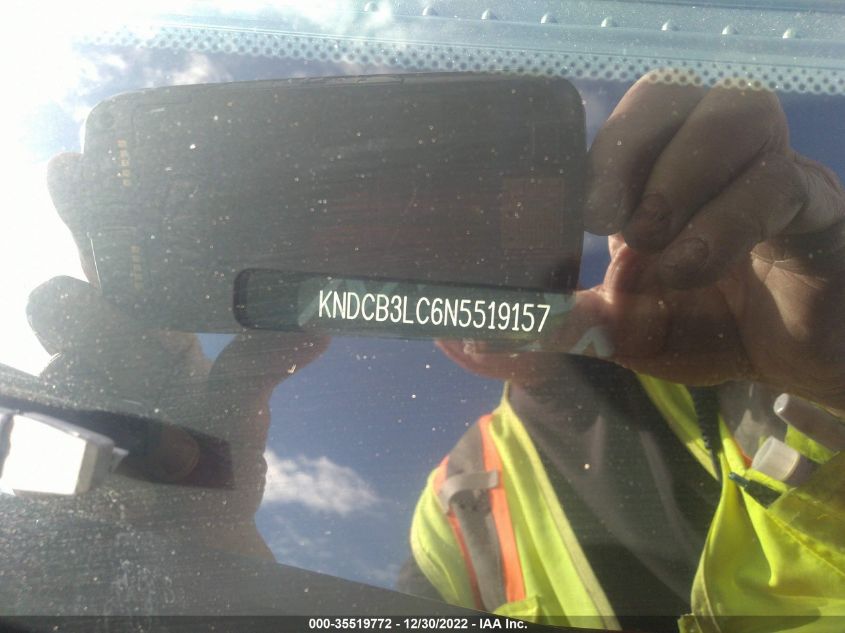 KNDCB3LC6N5519157
000-35519772 - 12/30/2022 - IAA Inc.